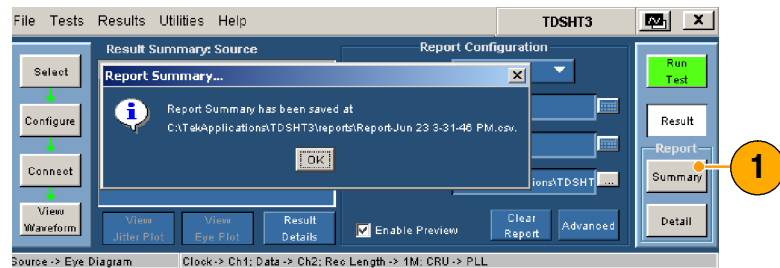 File Tests Results Utilities Help TDSHT3 X
Result Summary: Source Report Configuration
Select
Report Summary... X
Run Test
Report Summary has been saved at
C:\TekApplications\TDSHT3\reports\Report-Jun 23 3-31-46 PM.csv.
Configure
Result
OK
Report
Connect
ions\TDSHT ...
Summary
1
View Waveform
View Jitter Plot
View Eye Plot
Result Details
Enable Preview
Clear Report
Advanced
Detail
Source -> Eye Diagram Clock -> Ch1; Data -> Ch2; Rec Length -> 1M; CRU -> PLL